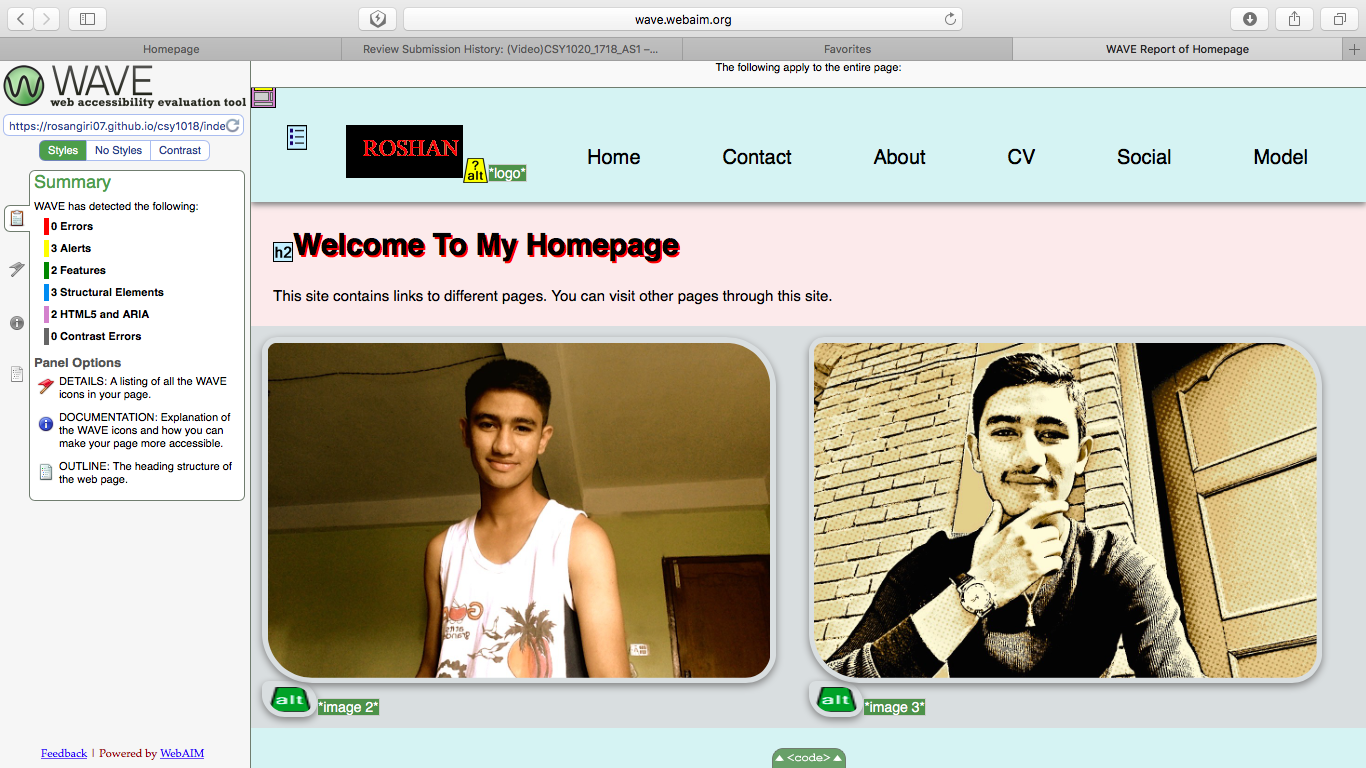 wave.webaim.org
Homepage
Review Submission History: (Video)CSY1020_1718_AS1 –...
Favorites
WAVE Report of Homepage
WAVE
web accessibility evaluation tool
https://rosangiri07.github.io/csy1018/inde
Styles
No Styles
Contrast
Summary
WAVE has detected the following:
0 Errors
3 Alerts
2 Features
3 Structural Elements
2 HTML5 and ARIA
0 Contrast Errors
Panel Options
DETAILS: A listing of all the WAVE
icons in your page.
DOCUMENTATION: Explanation of
the WAVE icons and how you can
make your page more accessible.
OUTLINE: The heading structure of
the web page.
Feedback | Powered by WebAIM
The following apply to the entire page:
ROSHAN
? alt *logo*
Home
Contact
About
CV
Social
Model
h2 Welcome To My Homepage
This site contains links to different pages. You can visit other pages through this site.
alt *image 2*
alt *image 3*
<code>